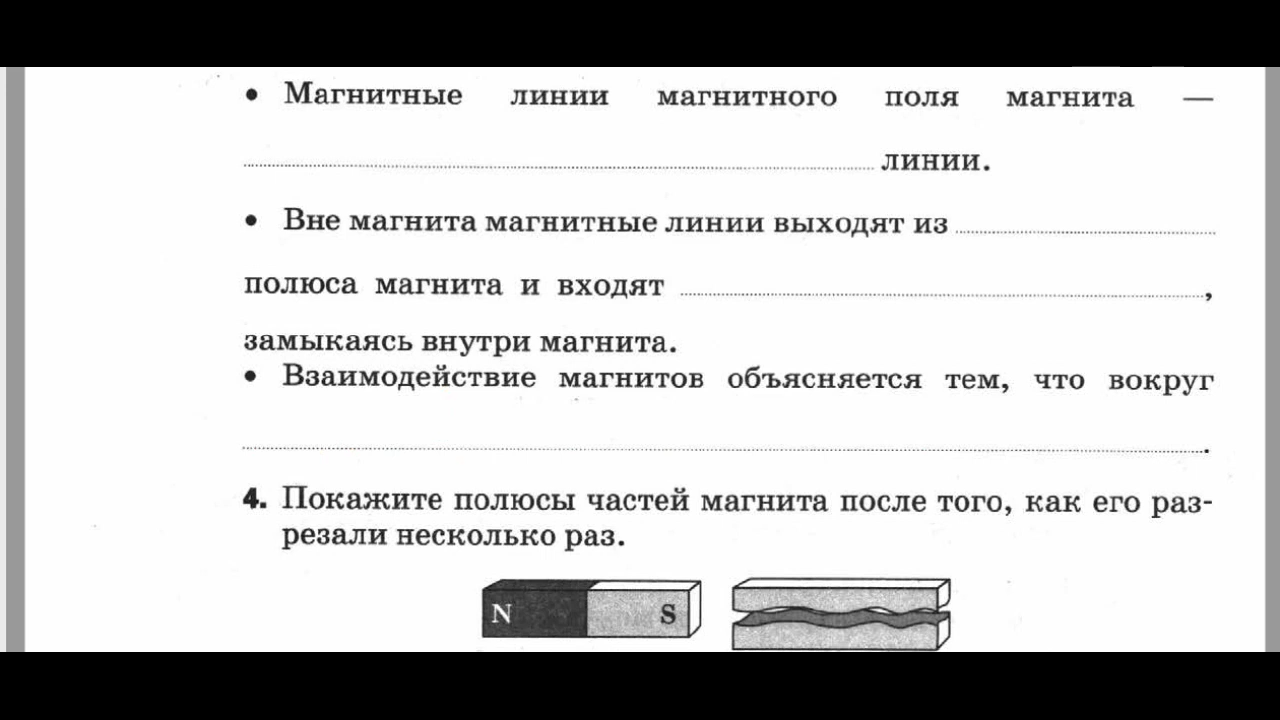 • Магнитные линии магнитного поля магнита —
линии.
• Вне магнита магнитные линии выходят из
полюса магнита и входят ,
замыкаясь внутри магнита.
• Взаимодействие магнитов объясняется тем, что вокруг
.
4. Покажите полюсы частей магнита после того, как его раз-
резали несколько раз.
N S